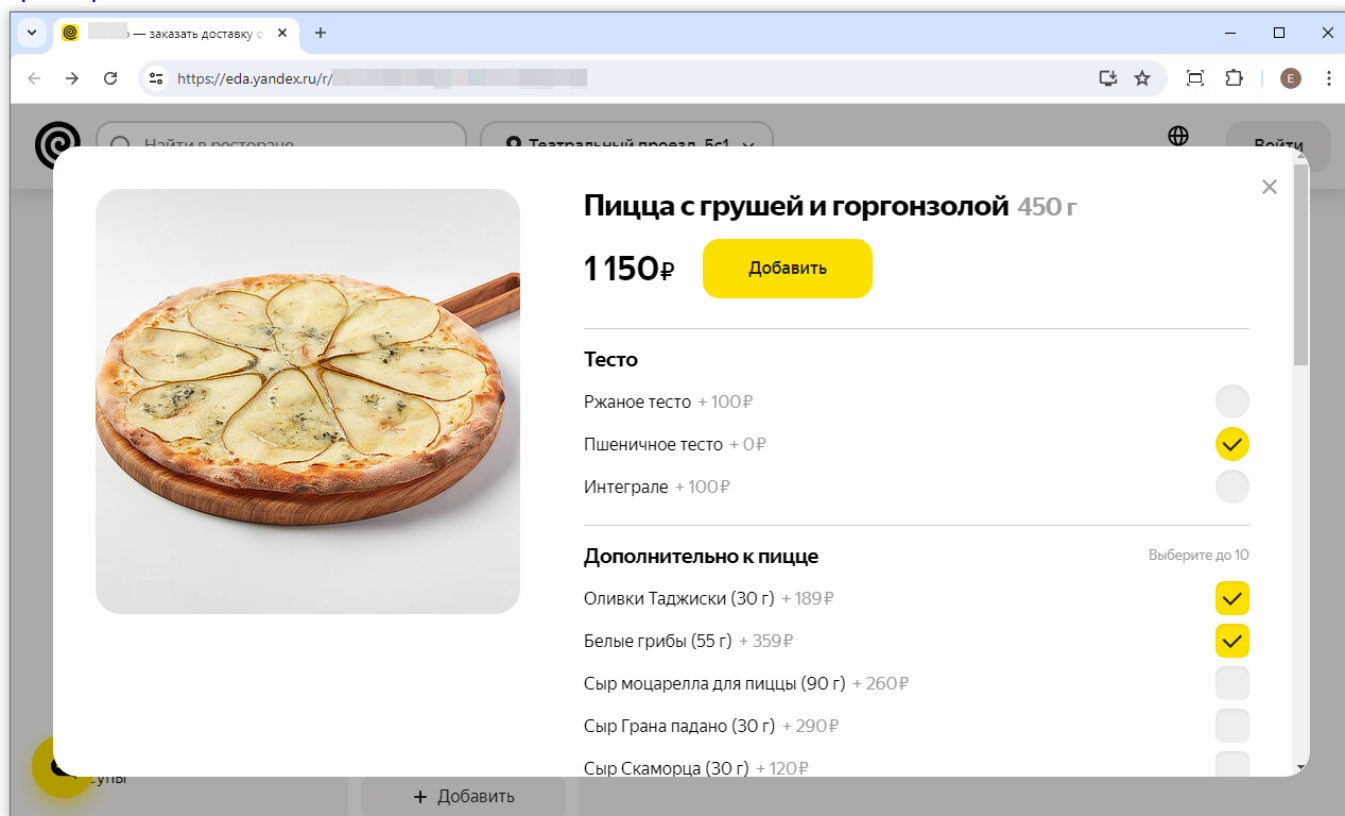 — заказать доставку о
https://eda.yandex.ru/r/
E
Найти в ресторане
Театральный проезд, 5с1
Войти
Пицца с грушей и горгонзолой 450 г
1 150₽
Добавить
Тесто
Ржаное тесто + 100₽
Пшеничное тесто + 0₽
Интеграле + 100₽
Дополнительно к пицце
Выберите до 10
Оливки Таджиски (30 г) + 189₽
Белые грибы (55 г) + 359₽
Сыр моцарелла для пиццы (90 г) + 260₽
Сыр Грана падано (30 г) + 290₽
Сыр Скаморца (30 г) + 120₽
Супы
+ Добавить